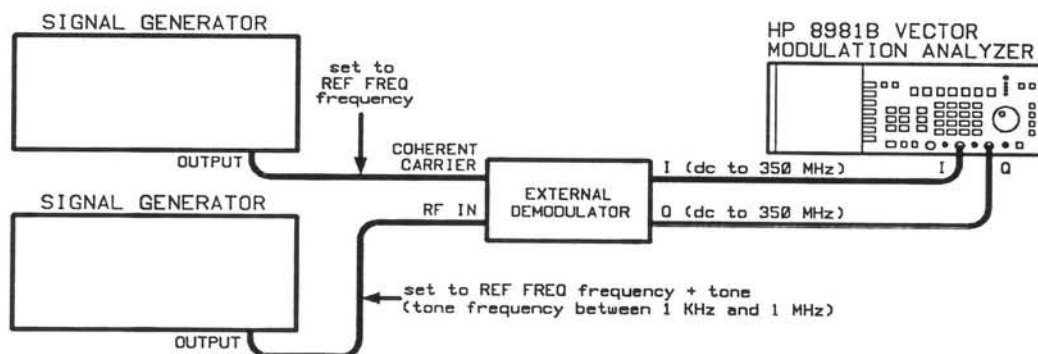 SIGNAL GENERATOR
HP 8981B VECTOR
MODULATION ANALYZER
set to
REF FREQ
frequency
OUTPUT
COHERENT
CARRIER
I (dc to 350 MHz)
I
Q
SIGNAL GENERATOR
RF IN
EXTERNAL
DEMODULATOR
Q (dc to 350 MHz)
set to REF FREQ frequency + tone
(tone frequency between 1 KHz and 1 MHz)
OUTPUT